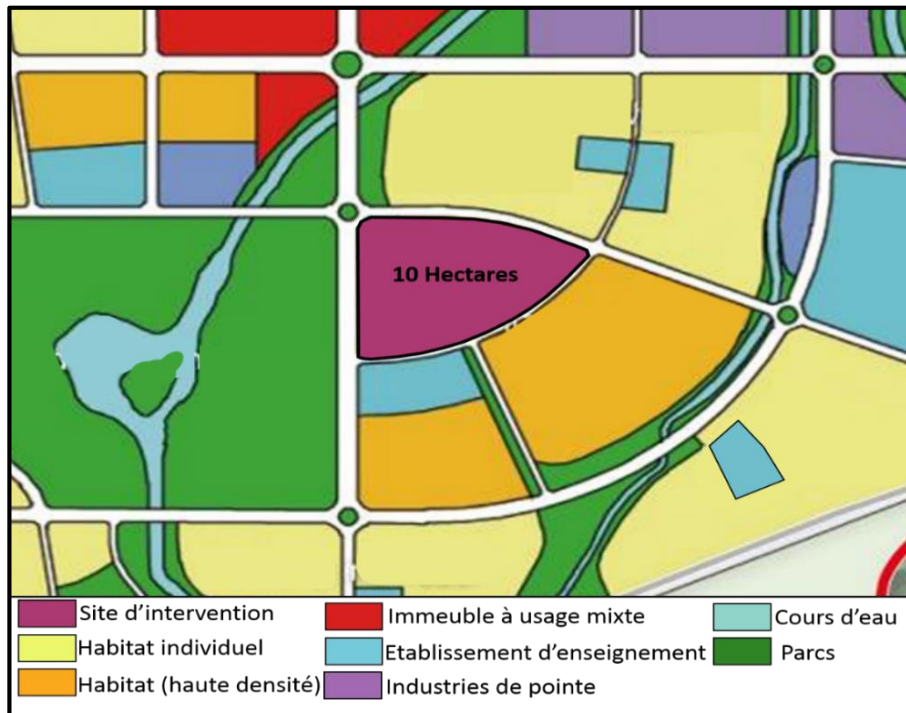 10 Hectares
Site d'intervention
Habitat individuel
Habitat (haute densité)
Immeuble à usage mixte
Etablissement d'enseignement
Industries de pointe
Cours d'eau
Parcs